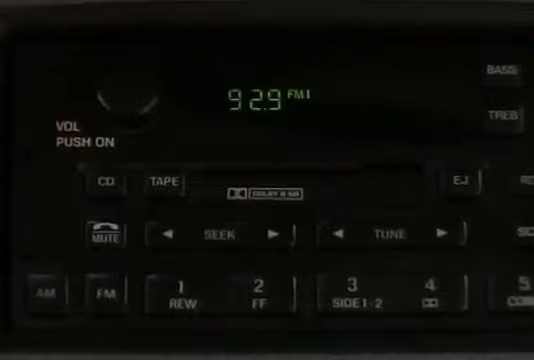 BASS
92.9 FM1
TREB
VOL
PUSH ON
CD TAPE EJ
DOLBY B NR
MUTE SEEK TUNE
AM FM 1 2 3 4 5
REW FF SIDE 1-2